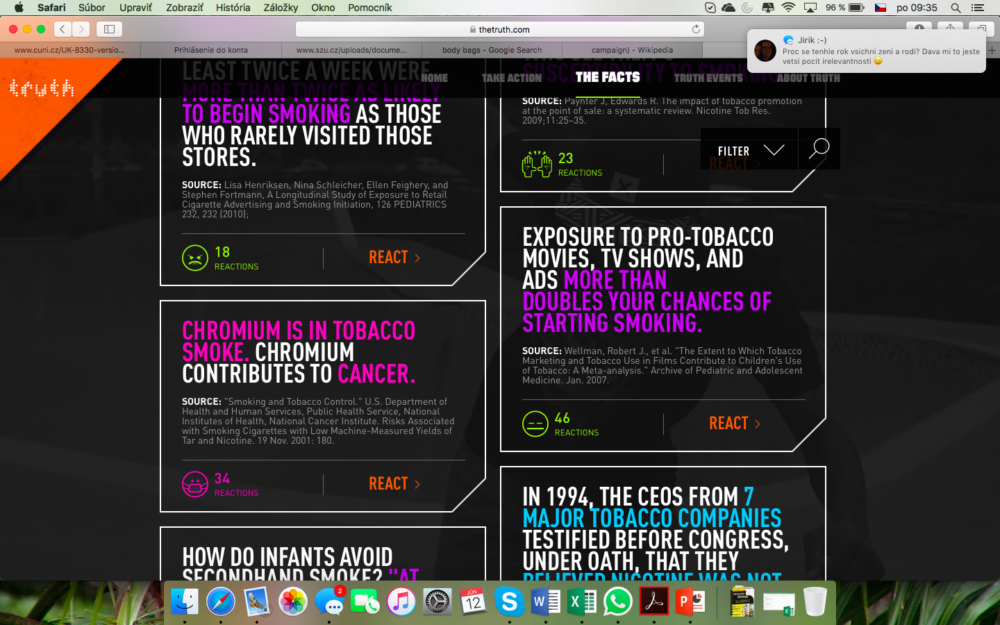 Safari Súbor Upraviť Zobraziť História Záložky Okno Pomocník 96 % po 09:35
thetruth.com
www.cuni.cz/UK-8330-versio... Prihlásenie do konta www.szu.cz/uploads/docume... body bags - Google Search campaign) - Wikipedia
Jirik :-)
Proc se tenhle rok vsichni zeni a rodi? Dava mi to jeste
vetsi pocit irelevantnosti 😀
truth
HOME TAKE ACTION THE FACTS TRUTH EVENTS ABOUT TRUTH
FILTER
LEAST TWICE A WEEK WERE
MORE THAN TWICE AS LIKELY
TO BEGIN SMOKING AS THOSE
WHO RARELY VISITED THOSE
STORES.
SOURCE: Lisa Henriksen, Nina Schleicher, Ellen Feighery, and
Stephen Fortmann, A Longitudinal Study of Exposure to Retail
Cigarette Advertising and Smoking Initiation, 126 PEDIATRICS
232, 232 (2010);
18
REACTIONS
REACT >
CHROMIUM IS IN TOBACCO
SMOKE. CHROMIUM
CONTRIBUTES TO CANCER.
SOURCE: "Smoking and Tobacco Control." U.S. Department of
Health and Human Services, Public Health Service, National
Institutes of Health, National Cancer Institute. Risks Associated
with Smoking Cigarettes with Low Machine-Measured Yields of
Tar and Nicotine. 19 Nov. 2001: 180.
34
REACTIONS
REACT >
HOW DO INFANTS AVOID
SECONDHAND SMOKE? "AT
SUSCEPTIBILITY TO SMOKING
SOURCE: Paynter J, Edwards R. The impact of tobacco promotion
at the point of sale: a systematic review. Nicotine Tob Res.
2009;11:25–35.
23
REACTIONS
REACT >
EXPOSURE TO PRO-TOBACCO
MOVIES, TV SHOWS, AND
ADS MORE THAN
DOUBLES YOUR CHANCES OF
STARTING SMOKING.
SOURCE: Wellman, Robert J., et al. "The Extent to Which Tobacco
Marketing and Tobacco Use in Films Contribute to Children's Use
of Tobacco: A Meta-analysis." Archive of Pediatric and Adolescent
Medicine. Jan. 2007.
46
REACTIONS
REACT >
IN 1994, THE CEOS FROM 7
MAJOR TOBACCO COMPANIES
TESTIFIED BEFORE CONGRESS,
UNDER OATH, THAT THEY
BELIEVED NICOTINE WAS NOT
2
JÚN
12